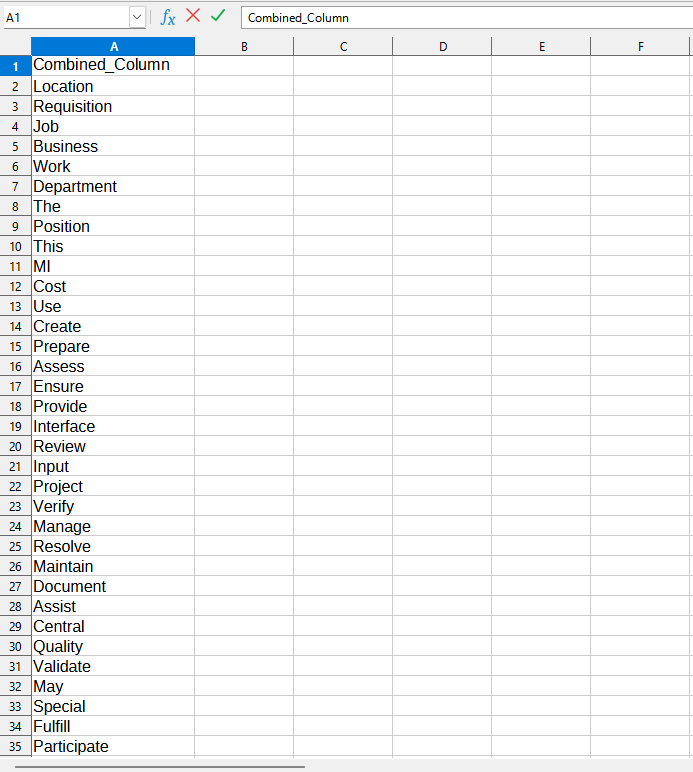 A1 fx Combined_Column
A B C D E F
1 Combined_Column
2 Location
3 Requisition
4 Job
5 Business
6 Work
7 Department
8 The
9 Position
10 This
11 MI
12 Cost
13 Use
14 Create
15 Prepare
16 Assess
17 Ensure
18 Provide
19 Interface
20 Review
21 Input
22 Project
23 Verify
24 Manage
25 Resolve
26 Maintain
27 Document
28 Assist
29 Central
30 Quality
31 Validate
32 May
33 Special
34 Fulfill
35 Participate